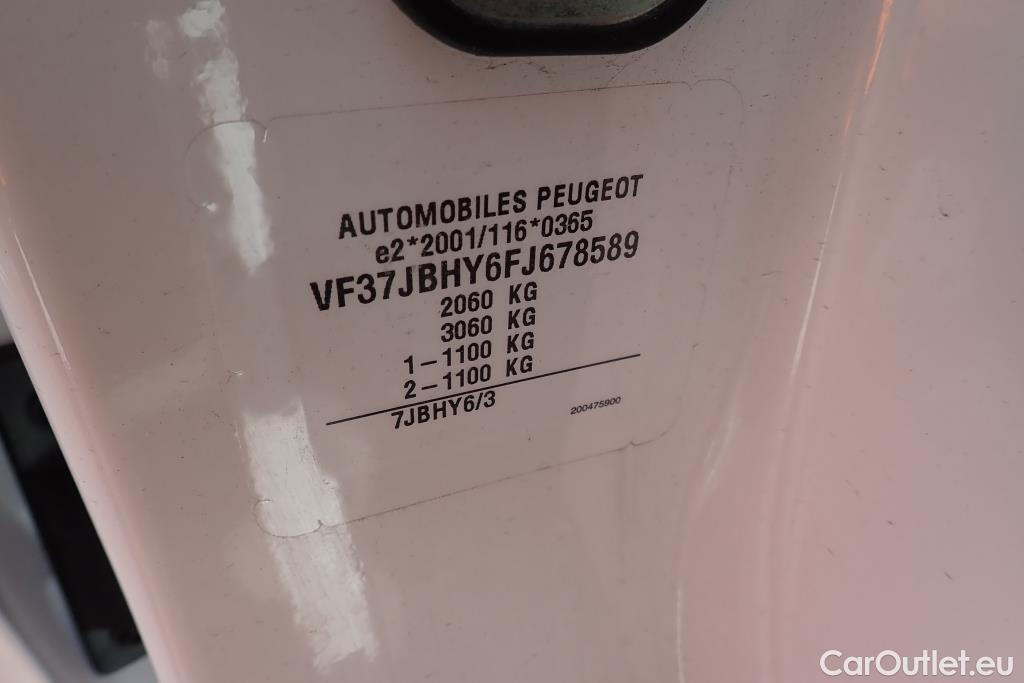 AUTOMOBILES PEUGEOT
e2*2001/116*0365
VF37JBHY6FJ678589
2060 KG
3060 KG
1-1100 KG
2-1100 KG
7JBHY6/3
200475900
CarOutlet.eu